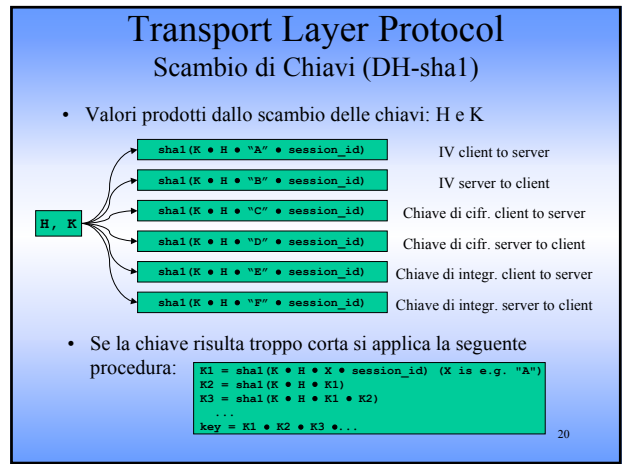 Transport Layer Protocol
Scambio di Chiavi (DH-sha1)
• Valori prodotti dallo scambio delle chiavi: H e K
H, K
sha1(K ● H ● “A” ● session_id) IV client to server
sha1(K ● H ● “B” ● session_id) IV server to client
sha1(K ● H ● “C” ● session_id) Chiave di cifr. client to server
sha1(K ● H ● “D” ● session_id) Chiave di cifr. server to client
sha1(K ● H ● “E” ● session_id) Chiave di integr. client to server
sha1(K ● H ● “F” ● session_id) Chiave di integr. server to client
• Se la chiave risulta troppo corta si applica la seguente
procedura:
K1 = sha1(K ● H ● X ● session_id) (X is e.g. "A")
K2 = sha1(K ● H ● K1)
K3 = sha1(K ● H ● K1 ● K2)
...
key = K1 ● K2 ● K3 ●...
20